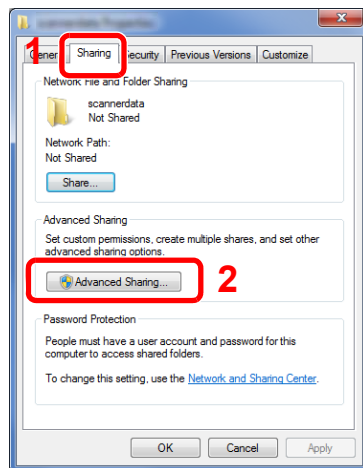 scannerdata Properties
1
General
Sharing
Security
Previous Versions
Customize
Network File and Folder Sharing
scannerdata
Not Shared
Network Path:
Not Shared
Share...
Advanced Sharing
Set custom permissions, create multiple shares, and set other
advanced sharing options.
Advanced Sharing...
2
Password Protection
People must have a user account and password for this
computer to access shared folders.
To change this setting, use the Network and Sharing Center.
OK
Cancel
Apply